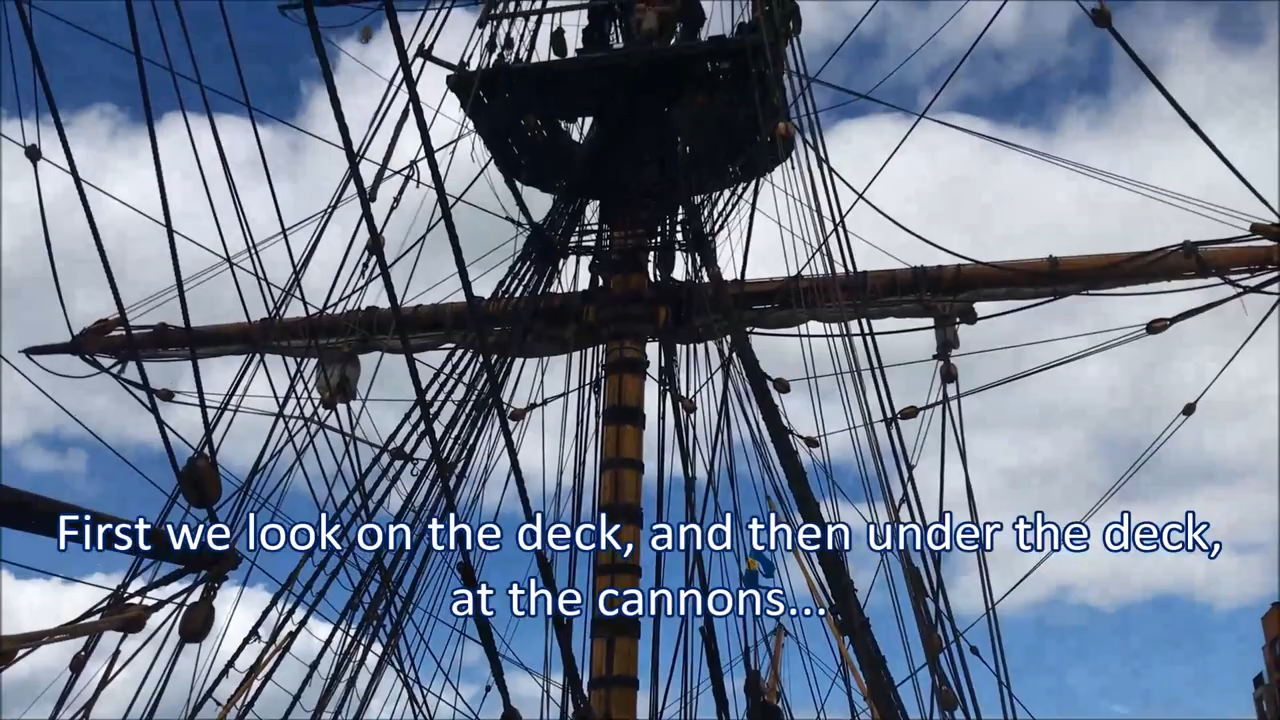 First we look on the deck, and then under the deck,
at the cannons...